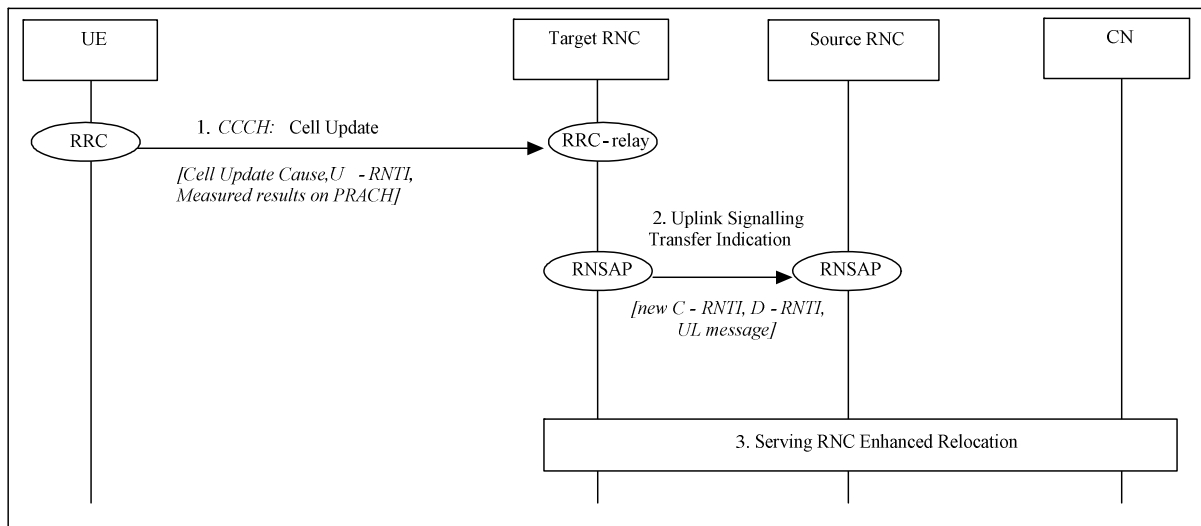 UE
Target RNC
Source RNC
CN
RRC
1. CCCH: Cell Update
RRC - relay
[Cell Update Cause,U - RNTI,
Measured results on PRACH]
2. Uplink Signalling
Transfer Indication
RNSAP
RNSAP
[new C - RNTI, D - RNTI,
UL message]
3. Serving RNC Enhanced Relocation